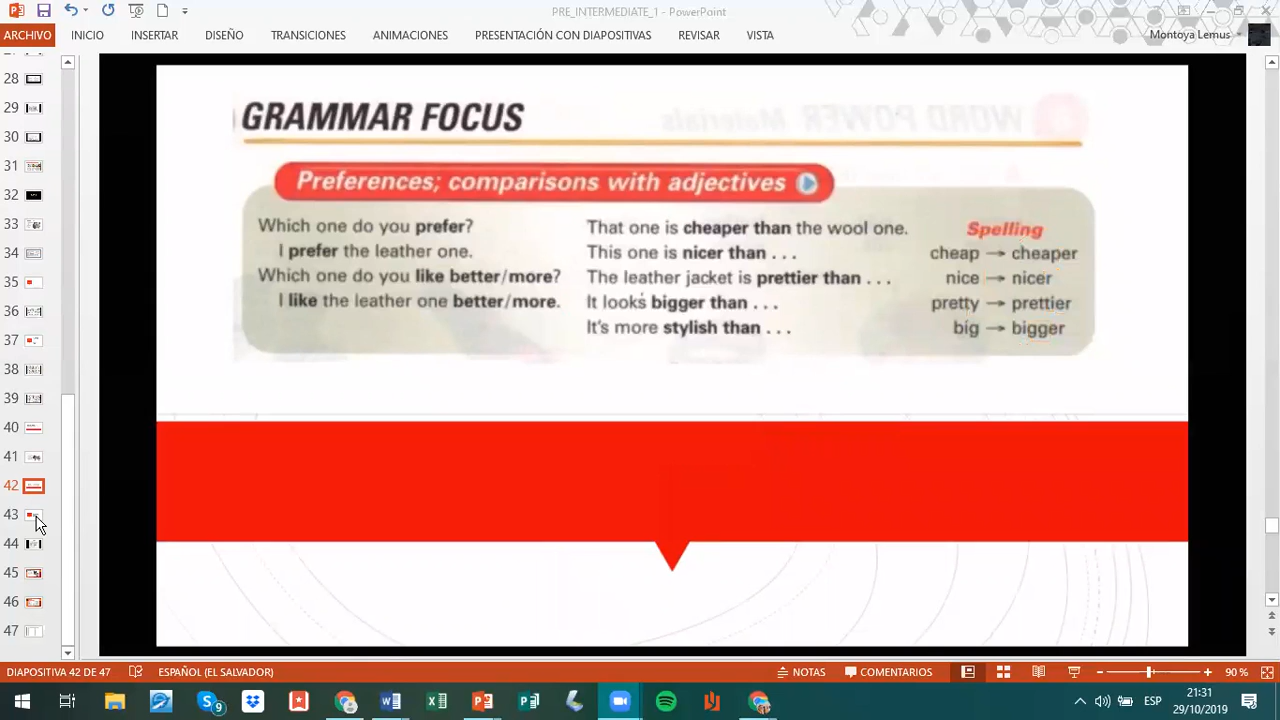 PRE_INTERMEDIATE_1 - PowerPoint
ARCHIVO INICIO INSERTAR DISEÑO TRANSICIONES ANIMACIONES PRESENTACIÓN CON DIAPOSITIVAS REVISAR VISTA Montoya Lemus
28
29
30
31
32
33
34
35
36
37
38
39
40
41
42
43
44
45
46
47
GRAMMAR FOCUS
WORD POWER Materials
Preferences; comparisons with adjectives
Which one do you prefer?
I prefer the leather one.
Which one do you like better/more?
I like the leather one better/more.
That one is cheaper than the wool one.
This one is nicer than . . .
The leather jacket is prettier than . . .
It looks bigger than . . .
It's more stylish than . . .
Spelling
cheap → cheaper
nice → nicer
pretty → prettier
big → bigger
DIAPOSITIVA 42 DE 47 ESPAÑOL (EL SALVADOR) NOTAS COMENTARIOS 90 %
9
ESP
21:31
29/10/2019